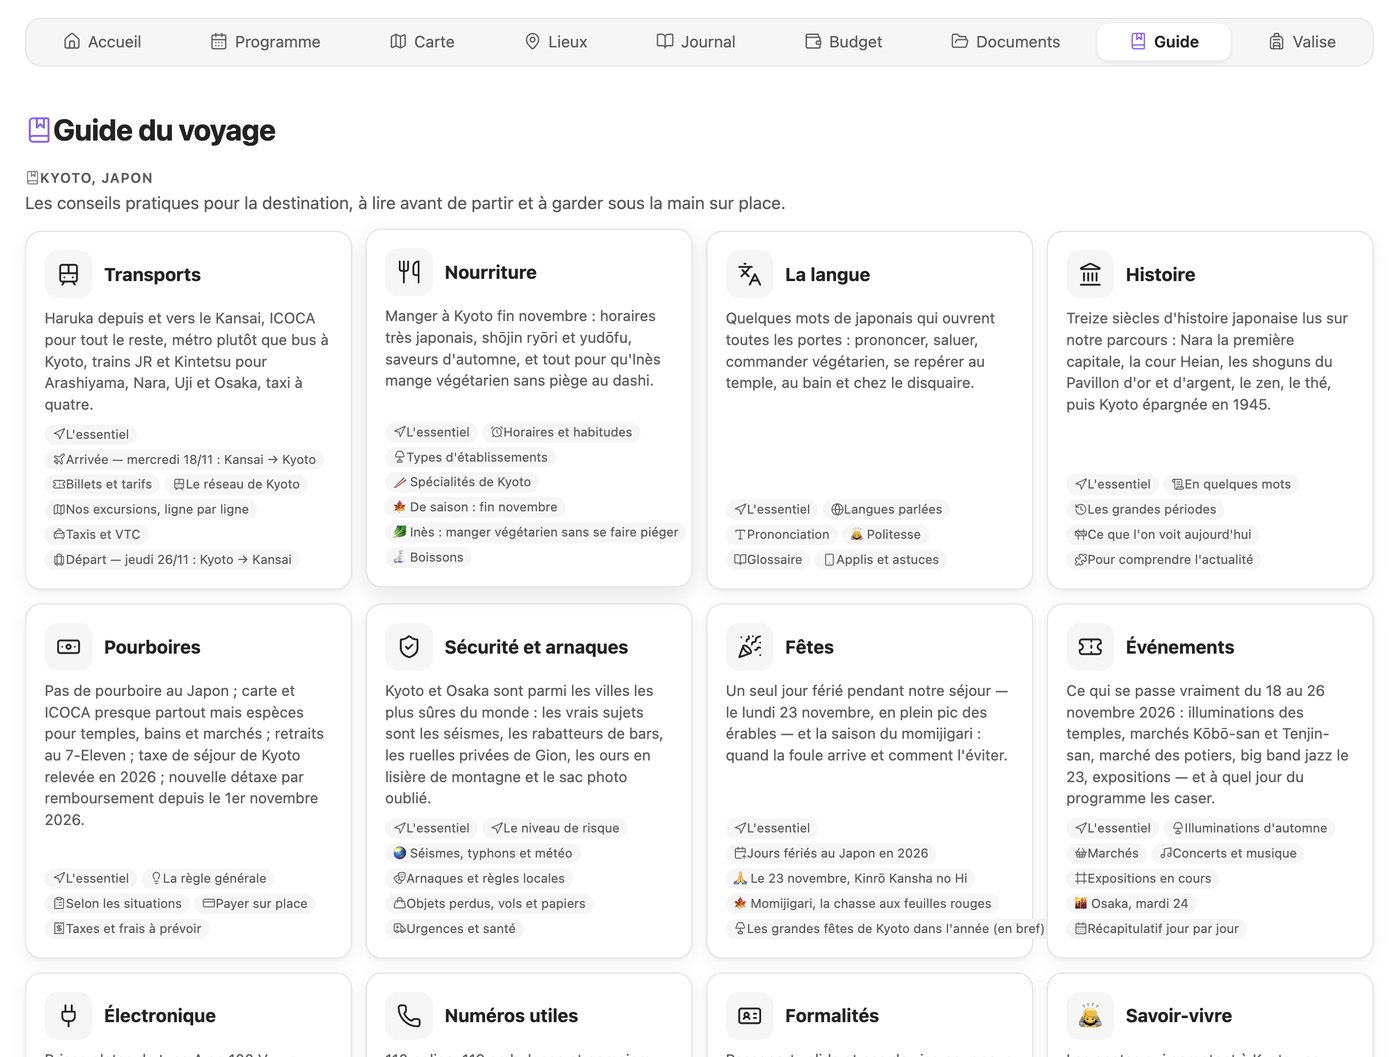 Accueil
Programme
Carte
Lieux
Journal
Budget
Documents
Guide
Valise
Guide du voyage
KYOTO, JAPON
Les conseils pratiques pour la destination, à lire avant de partir et à garder sous la main sur place.
Transports
Haruka depuis et vers le Kansai, ICOCA
pour tout le reste, métro plutôt que bus à
Kyoto, trains JR et Kintetsu pour
Arashiyama, Nara, Uji et Osaka, taxi à
quatre.
L'essentiel
Arrivée — mercredi 18/11 : Kansai → Kyoto
Billets et tarifs
Le réseau de Kyoto
Nos excursions, ligne par ligne
Taxis et VTC
Départ — jeudi 26/11 : Kyoto → Kansai
Nourriture
Manger à Kyoto fin novembre : horaires
très japonais, shōjin ryōri et yudōfu,
saveurs d'automne, et tout pour qu'Inès
mange végétarien sans piège au dashi.
L'essentiel
Horaires et habitudes
Types d'établissements
Spécialités de Kyoto
De saison : fin novembre
Inès : manger végétarien sans se faire piéger
Boissons
La langue
Quelques mots de japonais qui ouvrent
toutes les portes : prononcer, saluer,
commander végétarien, se repérer au
temple, au bain et chez le disquaire.
L'essentiel
Langues parlées
Prononciation
Politesse
Glossaire
Applis et astuces
Histoire
Treize siècles d'histoire japonaise lus sur
notre parcours : Nara la première
capitale, la cour Heian, les shoguns du
Pavillon d'or et d'argent, le zen, le thé,
puis Kyoto épargnée en 1945.
L'essentiel
En quelques mots
Les grandes périodes
Ce que l'on voit aujourd'hui
Pour comprendre l'actualité
Pourboires
Pas de pourboire au Japon ; carte et
ICOCA presque partout mais espèces
pour temples, bains et marchés ; retraits
au 7-Eleven ; taxe de séjour de Kyoto
relevée en 2026 ; nouvelle détaxe par
remboursement depuis le 1er novembre
2026.
L'essentiel
La règle générale
Selon les situations
Payer sur place
Taxes et frais à prévoir
Sécurité et arnaques
Kyoto et Osaka sont parmi les villes les
plus sûres du monde : les vrais sujets
sont les séismes, les rabatteurs de bars,
les ruelles privées de Gion, les ours en
lisière de montagne et le sac photo
oublié.
L'essentiel
Le niveau de risque
Séismes, typhons et météo
Arnaques et règles locales
Objets perdus, vols et papiers
Urgences et santé
Fêtes
Un seul jour férié pendant notre séjour —
le lundi 23 novembre, en plein pic des
érables — et la saison du momijigari :
quand la foule arrive et comment l'éviter.
L'essentiel
Jours fériés au Japon en 2026
Le 23 novembre, Kinrō Kansha no Hi
Momijigari, la chasse aux feuilles rouges
Les grandes fêtes de Kyoto dans l'année (en bref)
Événements
Ce qui se passe vraiment du 18 au 26
novembre 2026 : illuminations des
temples, marchés Kōbō-san et Tenjin-
san, marché des potiers, big band jazz le
23, expositions — et à quel jour du
programme les caser.
L'essentiel
Illuminations d'automne
Marchés
Concerts et musique
Expositions en cours
Osaka, mardi 24
Récapitulatif jour par jour
Électronique
Numéros utiles
Formalités
Savoir-vivre